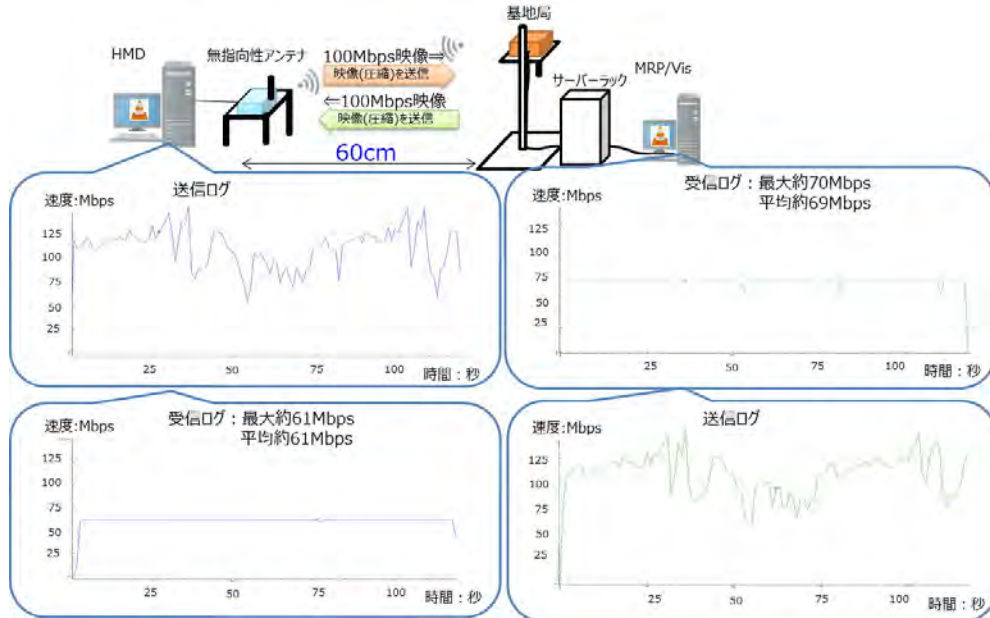 基地局
HMD
無指向性アンテナ
100Mbps映像⇒
映像(圧縮)を送信
⇐100Mbps映像
映像(圧縮)を送信
サーバーラック
MRP/Vis
60cm
送信ログ
速度:Mbps
125
100
75
50
25
25 50 75 100
時間：秒
受信ログ：最大約70Mbps
平均約69Mbps
速度:Mbps
125
100
75
50
25
25 50 75 100
時間：秒
受信ログ：最大約61Mbps
平均約61Mbps
速度:Mbps
125
100
75
50
25
25 50 75 100
時間：秒
送信ログ
速度:Mbps
125
100
75
50
25
25 50 75 100
時間：秒